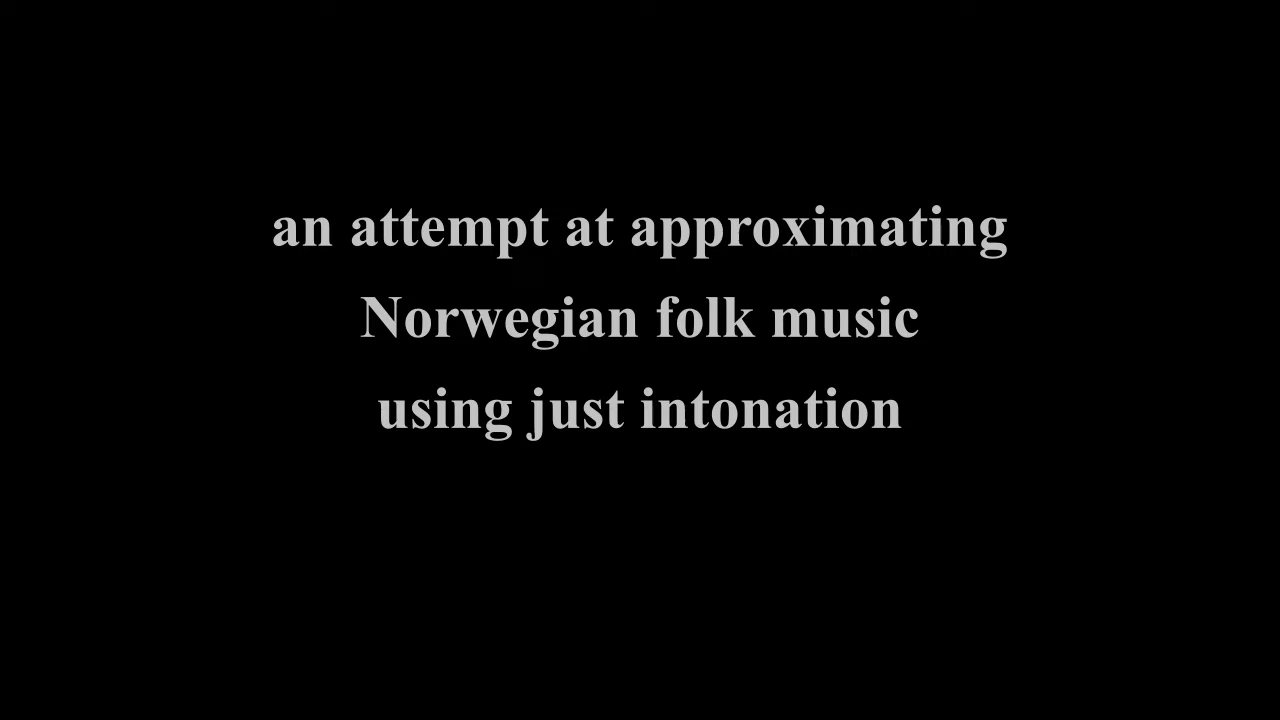 an attempt at approximating
Norwegian folk music
using just intonation